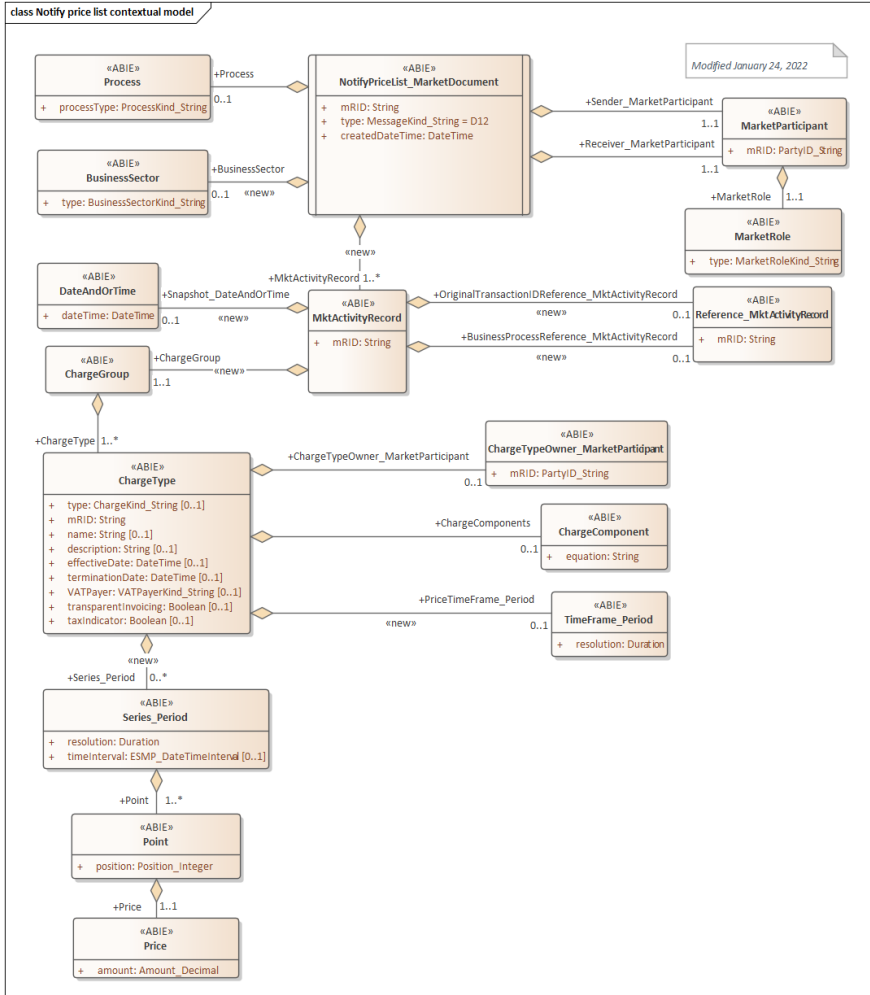 class Notify price list contextual model
Modified January 24, 2022
«ABIE»
Process
+ processType: ProcessKind_String
+Process
0..1
«ABIE»
NotifyPriceList_MarketDocument
+ mRID: String
+ type: MessageKind_String = D12
+ createdDateTime: DateTime
+Sender_MarketParticipant
1..1
+Receiver_MarketParticipant
1..1
«ABIE»
MarketParticipant
+ mRID: PartyID_String
«ABIE»
BusinessSector
+ type: BusinessSectorKind_String
+BusinessSector
0..1 «new»
+MarketRole 1..1
«ABIE»
MarketRole
+ type: MarketRoleKind_String
«new»
+MktActivityRecord 1..*
«ABIE»
DateAndOrTime
+ dateTime: DateTime
+Snapshot_DateAndOrTime
0..1 «new»
«ABIE»
MktActivityRecord
+ mRID: String
+OriginalTransactionIDReference_MktActivityRecord
«new» 0..1
+BusinessProcessReference_MktActivityRecord
«new» 0..1
«ABIE»
Reference_MktActivityRecord
+ mRID: String
«ABIE»
ChargeGroup
+ChargeGroup
1..1 «new»
+ChargeType 1..*
«ABIE»
ChargeType
+ type: ChargeKind_String [0..1]
+ mRID: String
+ name: String [0..1]
+ description: String [0..1]
+ effectiveDate: DateTime [0..1]
+ terminationDate: DateTime [0..1]
+ VATPayer: VATPayerKind_String [0..1]
+ transparentInvoicing: Boolean [0..1]
+ taxIndicator: Boolean [0..1]
+ChargeTypeOwner_MarketParticipant
0..1
«ABIE»
ChargeTypeOwner_MarketParticipant
+ mRID: PartyID_String
+ChargeComponents
0..1
«ABIE»
ChargeComponent
+ equation: String
+PriceTimeFrame_Period
«new» 0..1
«ABIE»
TimeFrame_Period
+ resolution: Duration
«new»
+Series_Period 0..*
«ABIE»
Series_Period
+ resolution: Duration
+ timeInterval: ESMP_DateTimeInterval [0..1]
+Point 1..*
«ABIE»
Point
+ position: Position_Integer
+Price 1..1
«ABIE»
Price
+ amount: Amount_Decimal